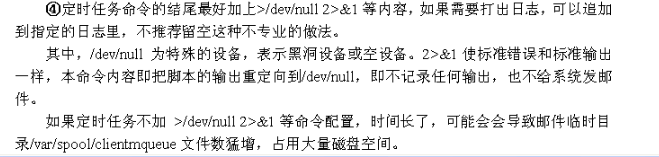 ④定时任务命令的结尾最好加上>/dev/null 2>&1 等内容,如果需要打出日志,可以追加
到指定的日志里,不推荐留空这种不专业的做法。
其中,/dev/null 为特殊的设备,表示黑洞设备或空设备。2>&1 使标准错误和标准输出
一样,本命令内容即把脚本的输出重定向到/dev/null,即不记录任何输出,也不给系统发邮
件。
如果定时任务不加 >/dev/null 2>&1 等命令配置,时间长了,可能会会导致邮件临时目
录/var/spool/clientmqueue 文件数猛增,占用大量磁盘空间。